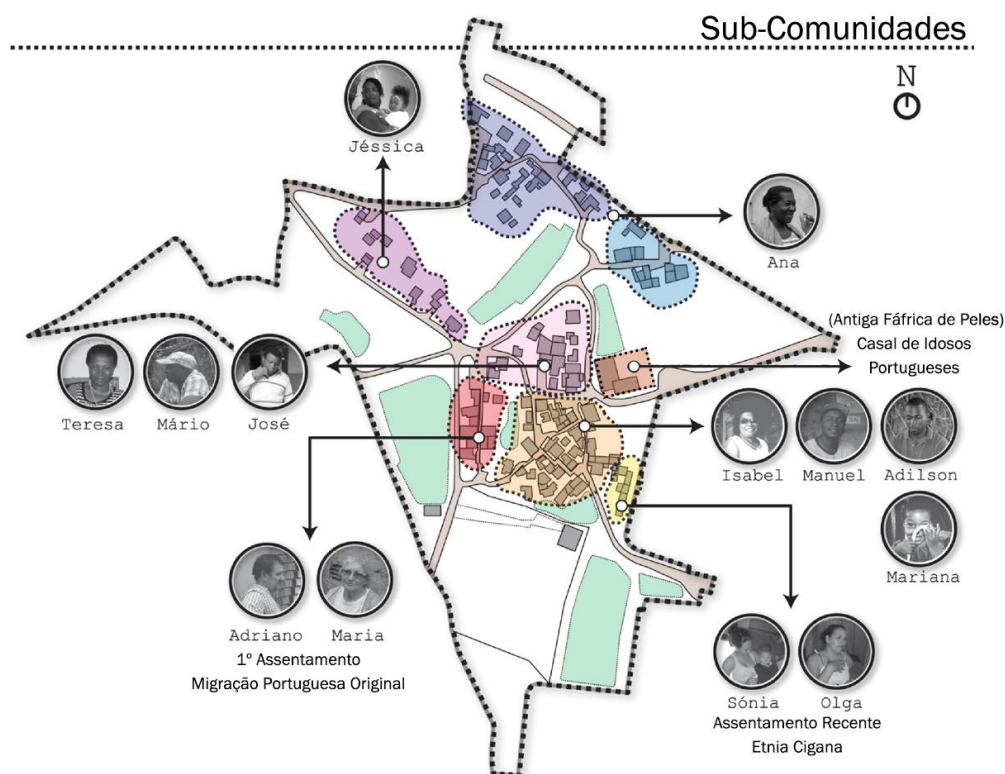 Sub-Comunidades
N
Jéssica
Ana
(Antiga Fáfrica de Peles)
Casal de Idosos
Portugueses
Teresa
Mário
José
Isabel
Manuel
Adilson
Mariana
Adriano
Maria
1º Assentamento
Migração Portuguesa Original
Sónia
Olga
Assentamento Recente
Etnia Cigana